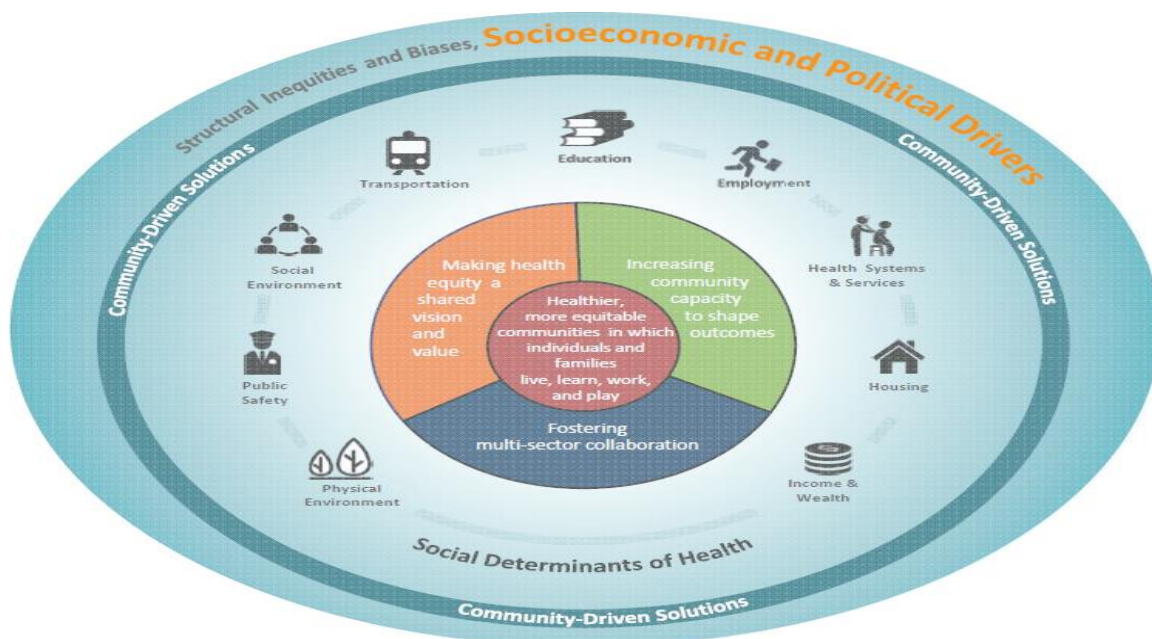 Structural Inequities and Biases, Socioeconomic and Political Drivers
Community-Driven Solutions
Community-Driven Solutions
Education
Transportation
Employment
Social
Environment
Health Systems
& Services
Public
Safety
Housing
Physical
Environment
Income &
Wealth
Making health
equity a
shared
vision
and
value
Increasing
community
capacity
to shape
outcomes
Healthier,
more equitable
communities in which
individuals and
families
live, learn, work,
and play
Fostering
multi-sector collaboration
Social Determinants of Health
Community-Driven Solutions